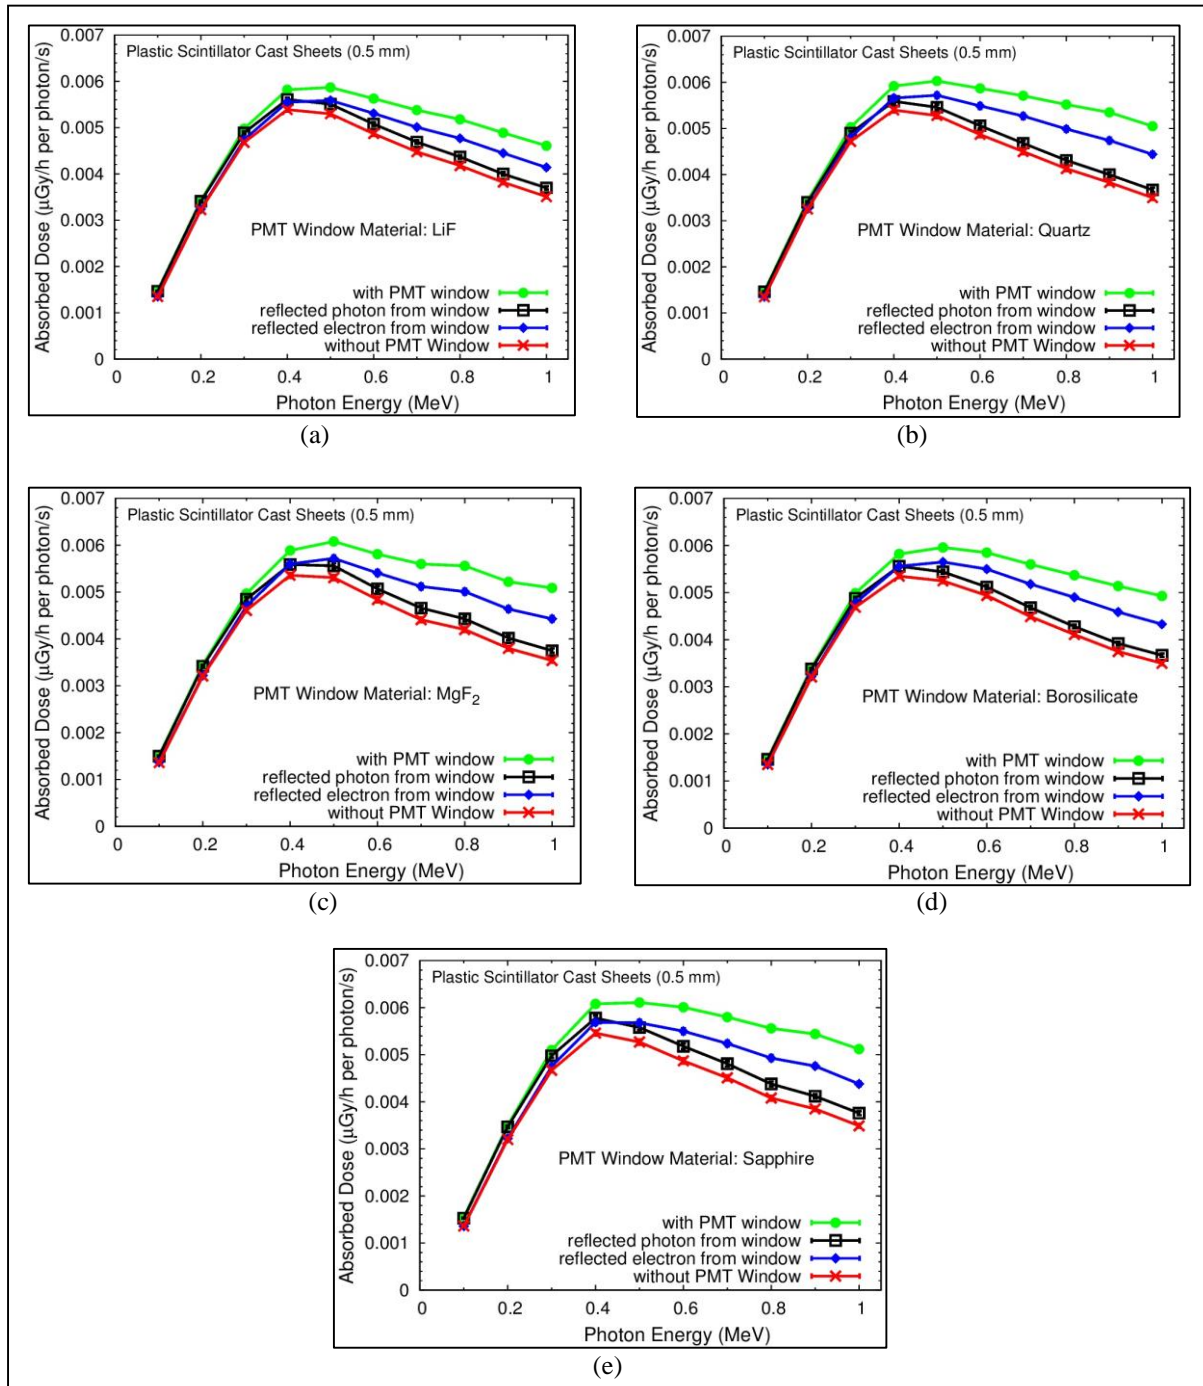 0.007
Plastic Scintillator Cast Sheets (0.5 mm)
0.006
0.005
0.004
0.003
0.002
0.001
0
Absorbed Dose (μGy/h per photon/s)
PMT Window Material: LiF
with PMT window
reflected photon from window
reflected electron from window
without PMT Window
0 0.2 0.4 0.6 0.8 1
Photon Energy (MeV)
(a)
0.007
Plastic Scintillator Cast Sheets (0.5 mm)
0.006
0.005
0.004
0.003
0.002
0.001
0
Absorbed Dose (μGy/h per photon/s)
PMT Window Material: Quartz
with PMT window
reflected photon from window
reflected electron from window
without PMT Window
0 0.2 0.4 0.6 0.8 1
Photon Energy (MeV)
(b)
0.007
Plastic Scintillator Cast Sheets (0.5 mm)
0.006
0.005
0.004
0.003
0.002
0.001
0
Absorbed Dose (μGy/h per photon/s)
PMT Window Material: MgF₂
with PMT window
reflected photon from window
reflected electron from window
without PMT Window
0 0.2 0.4 0.6 0.8 1
Photon Energy (MeV)
(c)
0.007
Plastic Scintillator Cast Sheets (0.5 mm)
0.006
0.005
0.004
0.003
0.002
0.001
0
Absorbed Dose (μGy/h per photon/s)
PMT Window Material: Borosilicate
with PMT window
reflected photon from window
reflected electron from window
without PMT Window
0 0.2 0.4 0.6 0.8 1
Photon Energy (MeV)
(d)
0.007
Plastic Scintillator Cast Sheets (0.5 mm)
0.006
0.005
0.004
0.003
0.002
0.001
0
Absorbed Dose (μGy/h per photon/s)
PMT Window Material: Sapphire
with PMT window
reflected photon from window
reflected electron from window
without PMT Window
0 0.2 0.4 0.6 0.8 1
Photon Energy (MeV)
(e)